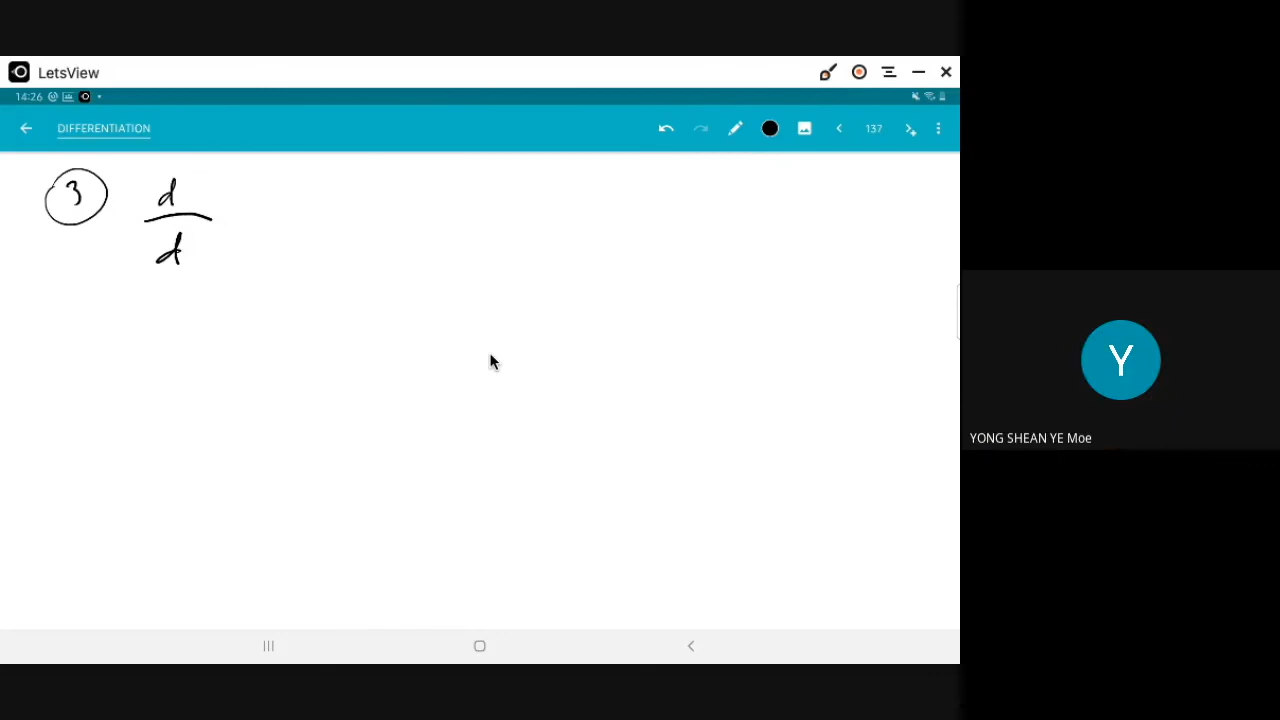 LetsView
14:26
DIFFERENTIATION
137
3 d
d
Y
YONG SHEAN YE Moe